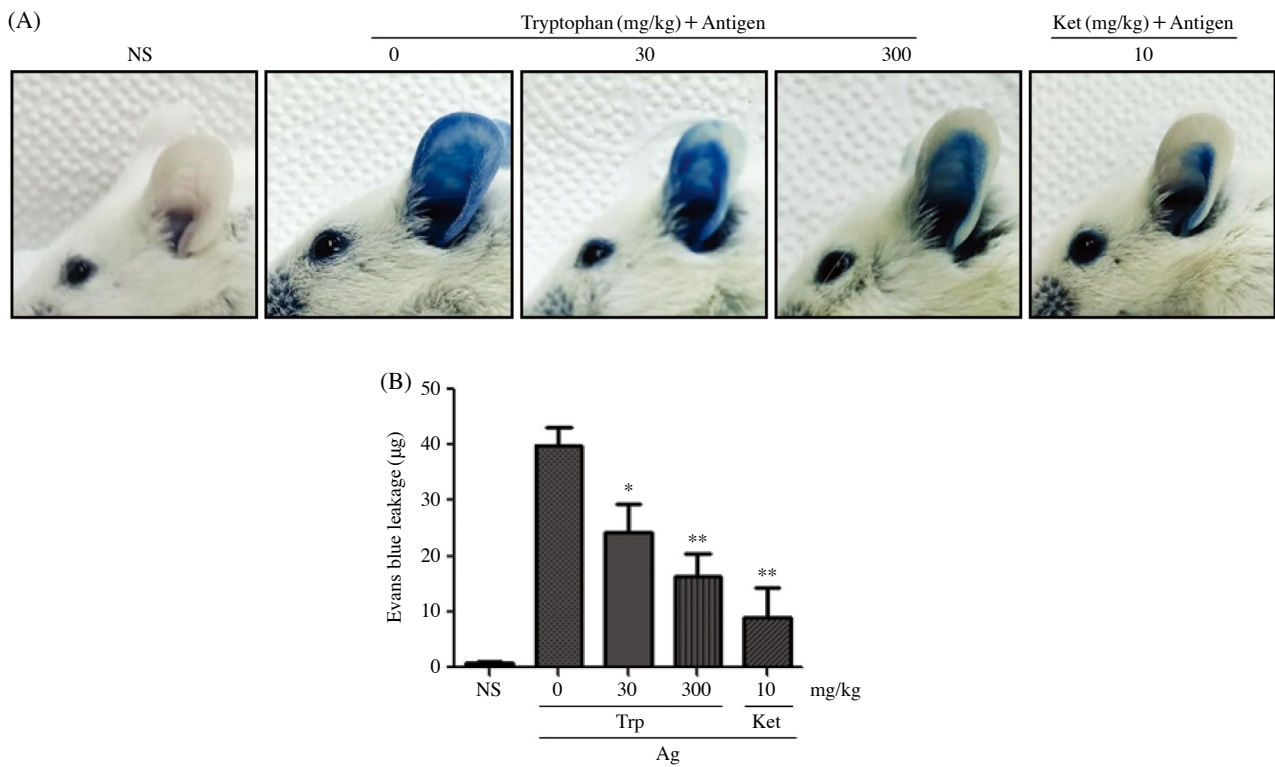 (A)
Tryptophan (mg/kg) + Antigen
Ket (mg/kg) + Antigen
NS
0
30
300
10
(B)
Evans blue leakage (μg)
50
40
30
20
10
0
*
**
**
NS
0
30
300
10
mg/kg
Trp
Ket
Ag